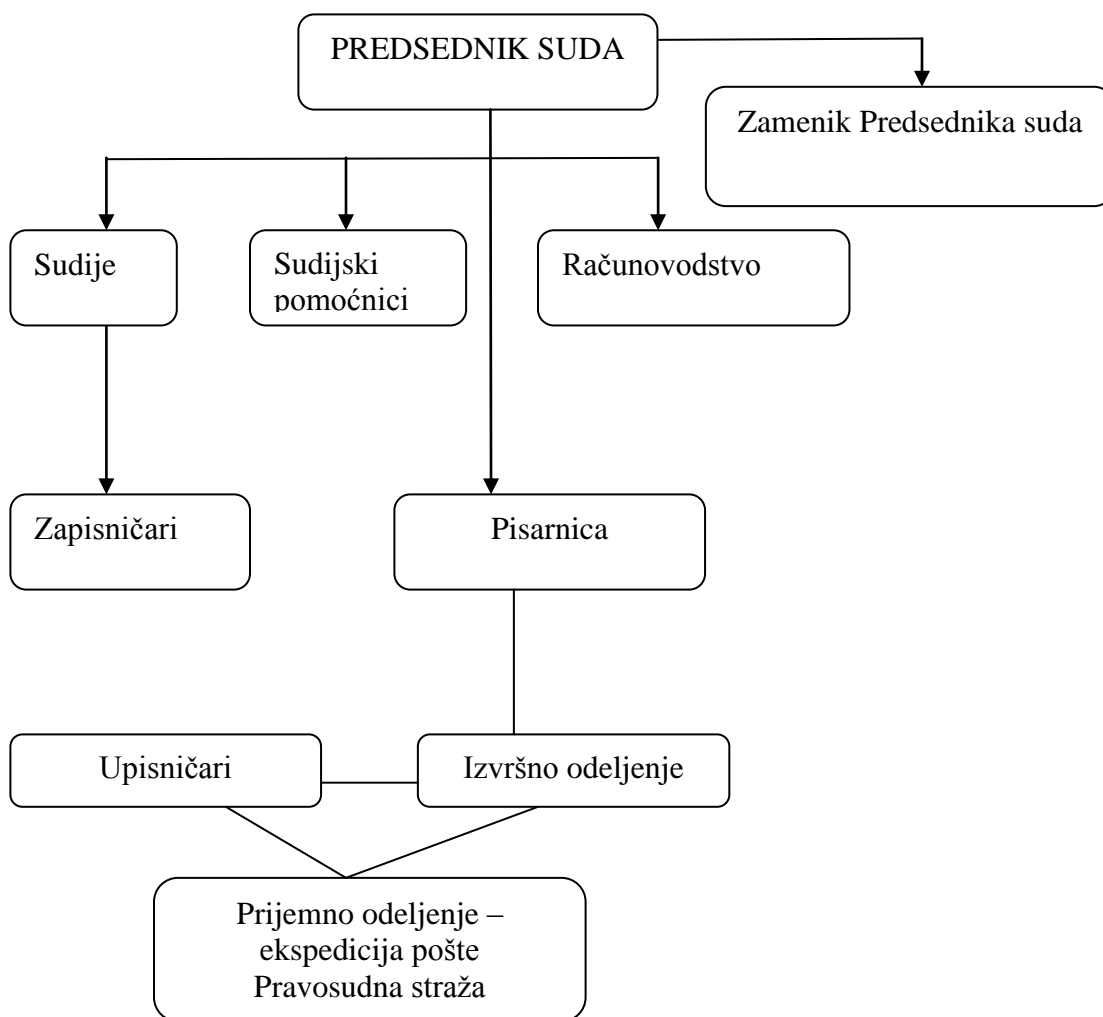 PREDSEDNIK SUDA
Zamenik Predsednika suda
Sudije
Sudijski
pomoćnici
Računovodstvo
Zapisničari
Pisarnica
Upisničari
Izvršno odeljenje
Prijemno odeljenje –
ekspedicija pošte
Pravosudna straža